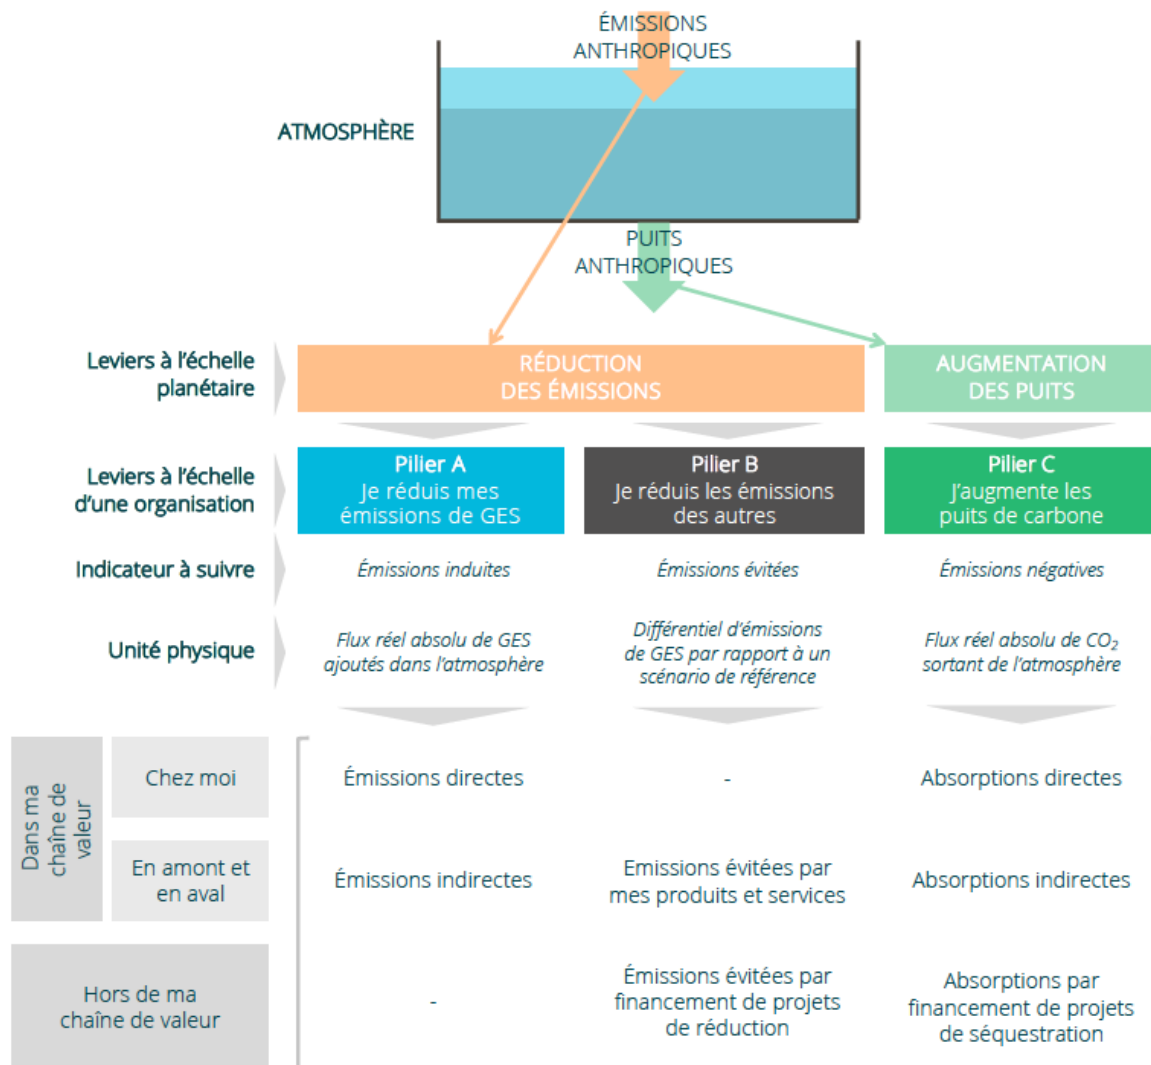 ÉMISSIONS
ANTHROPIQUES
ATMOSPHÈRE
PUITS
ANTHROPIQUES
Leviers à l'échelle
planétaire
RÉDUCTION
DES ÉMISSIONS
AUGMENTATION
DES PUITS
Leviers à l'échelle
d'une organisation
Pilier A
Je réduis mes
émissions de GES
Pilier B
Je réduis les émissions
des autres
Pilier C
J'augmente les
puits de carbone
Indicateur à suivre
Émissions induites
Émissions évitées
Émissions négatives
Unité physique
Flux réel absolu de GES
ajoutés dans l'atmosphère
Différentiel d'émissions
de GES par rapport à un
scénario de référence
Flux réel absolu de CO₂
sortant de l'atmosphère
Dans ma
chaîne de
valeur
Chez moi
Émissions directes
-
Absorptions directes
En amont et
en aval
Émissions indirectes
Emissions évitées par
mes produits et services
Absorptions indirectes
Hors de ma
chaîne de valeur
-
Émissions évitées par
financement de projets
de réduction
Absorptions par
financement de projets
de séquestration